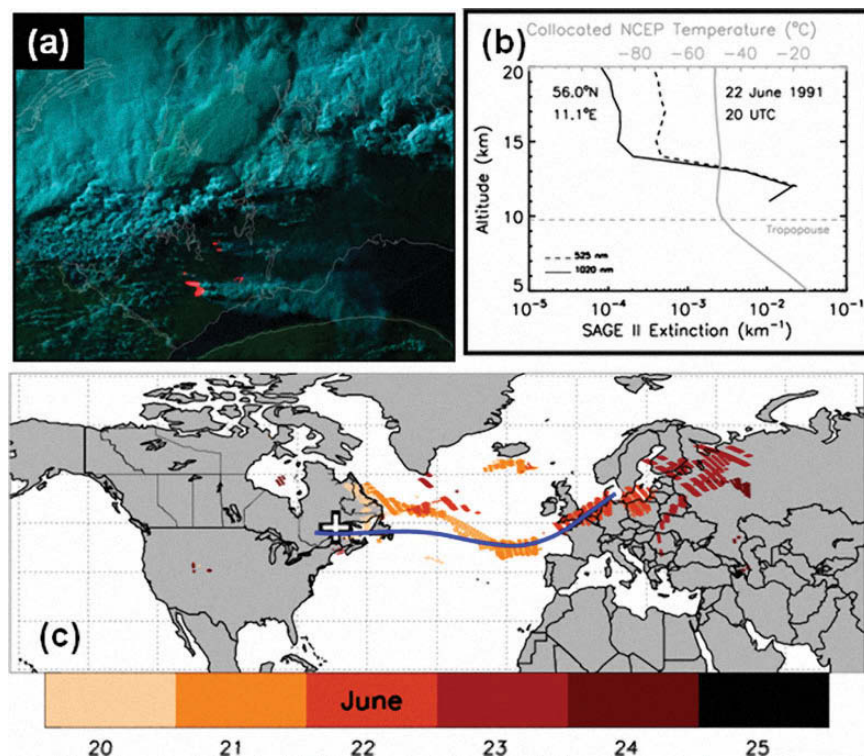 (a)
(b)
Collocated NCEP Temperature (°C)
-80 -60 -40 -20
20
15
10
5
Altitude (km)
56.0°N
11.1°E
22 June 1991
20 UTC
Tropopause
525 nm
1020 nm
10-5 10-4 10-3 10-2 10-1
SAGE II Extinction (km-1)
(c)
June
20 21 22 23 24 25